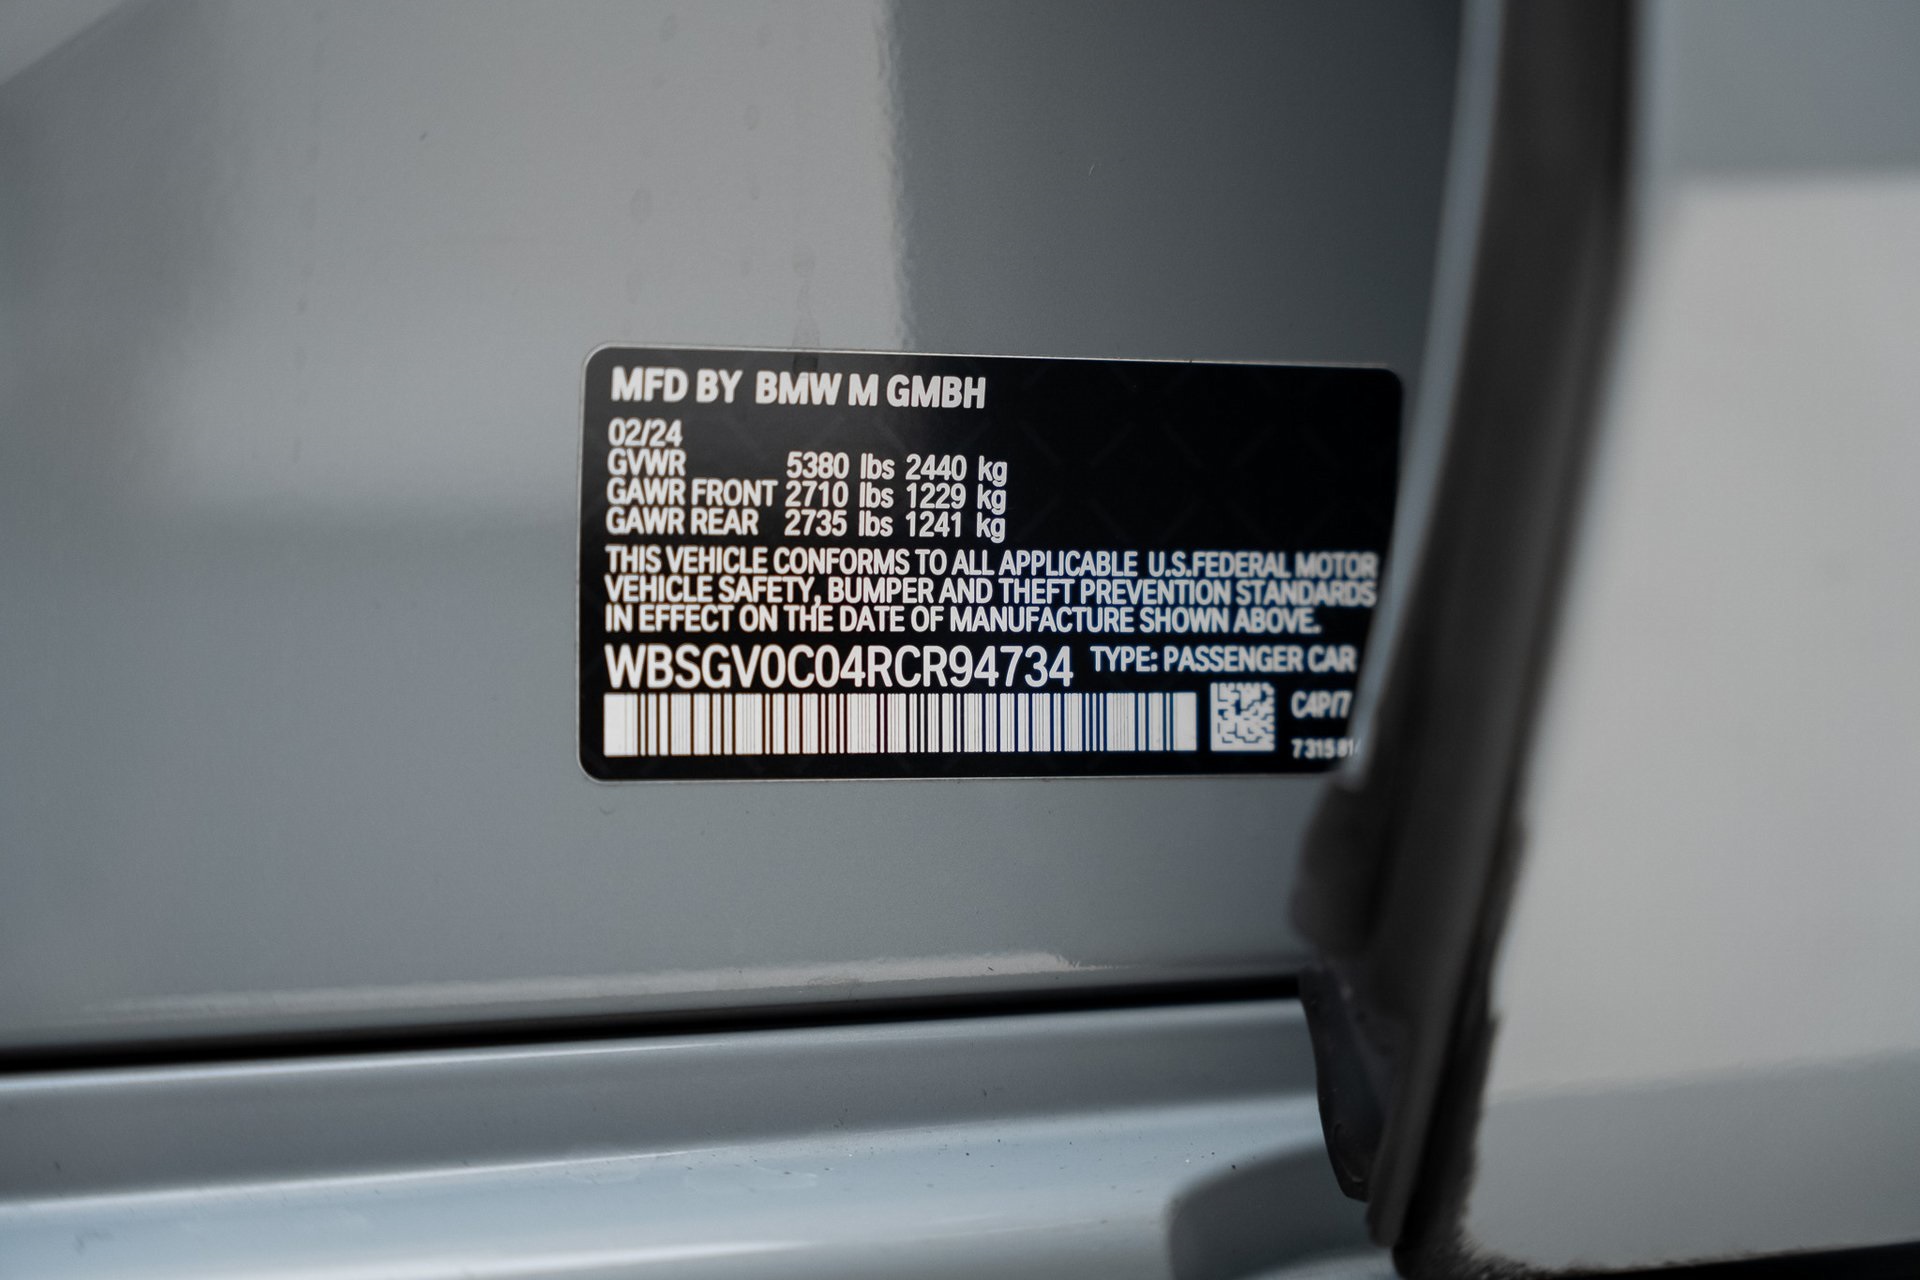 MFD BY BMW M GMBH
02/24
GVWR 5380 lbs 2440 kg
GAWR FRONT 2710 lbs 1229 kg
GAWR REAR 2735 lbs 1241 kg
THIS VEHICLE CONFORMS TO ALL APPLICABLE U.S.FEDERAL MOTOR
VEHICLE SAFETY, BUMPER AND THEFT PREVENTION STANDARDS
IN EFFECT ON THE DATE OF MANUFACTURE SHOWN ABOVE.
WBSGV0C04RCR94734 TYPE: PASSENGER CAR
C4P/7